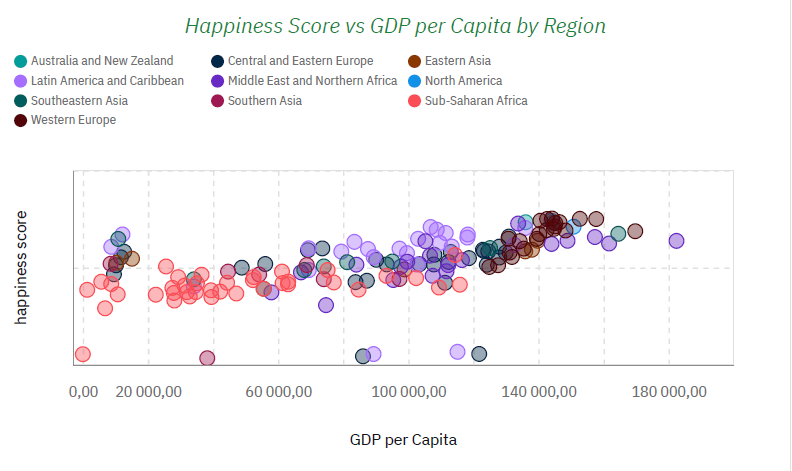 Happiness Score vs GDP per Capita by Region
Australia and New Zealand Central and Eastern Europe Eastern Asia
Latin America and Caribbean Middle East and Northern Africa North America
Southeastern Asia Southern Asia Sub-Saharan Africa
Western Europe
happiness score
0,00 20 000,00 60 000,00 100 000,00 140 000,00 180 000,00
GDP per Capita